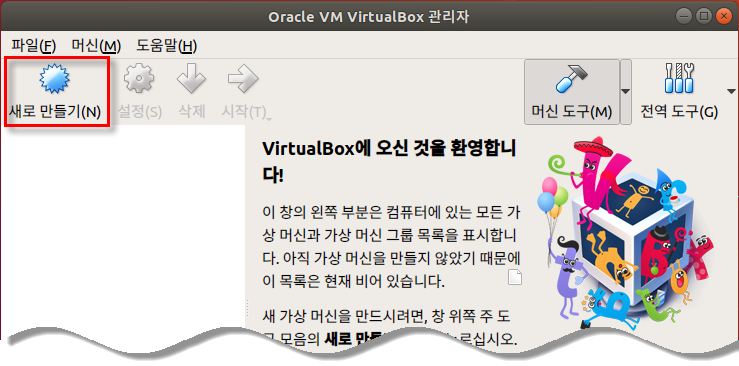 Oracle VM VirtualBox 관리자
파일(F) 머신(M) 도움말(H)
새로 만들기(N) 설정(S) 삭제 시작(T) 머신 도구(M) 전역 도구(G)
VirtualBox에 오신 것을 환영합니
다!
이 창의 왼쪽 부분은 컴퓨터에 있는 모든 가
상 머신과 가상 머신 그룹 목록을 표시합니
다. 아직 가상 머신을 만들지 않았기 때문에
이 목록은 현재 비어 있습니다.
새 가상 머신을 만드시려면, 창 위쪽 주 도
구 모음의 새로 만 로십시오.